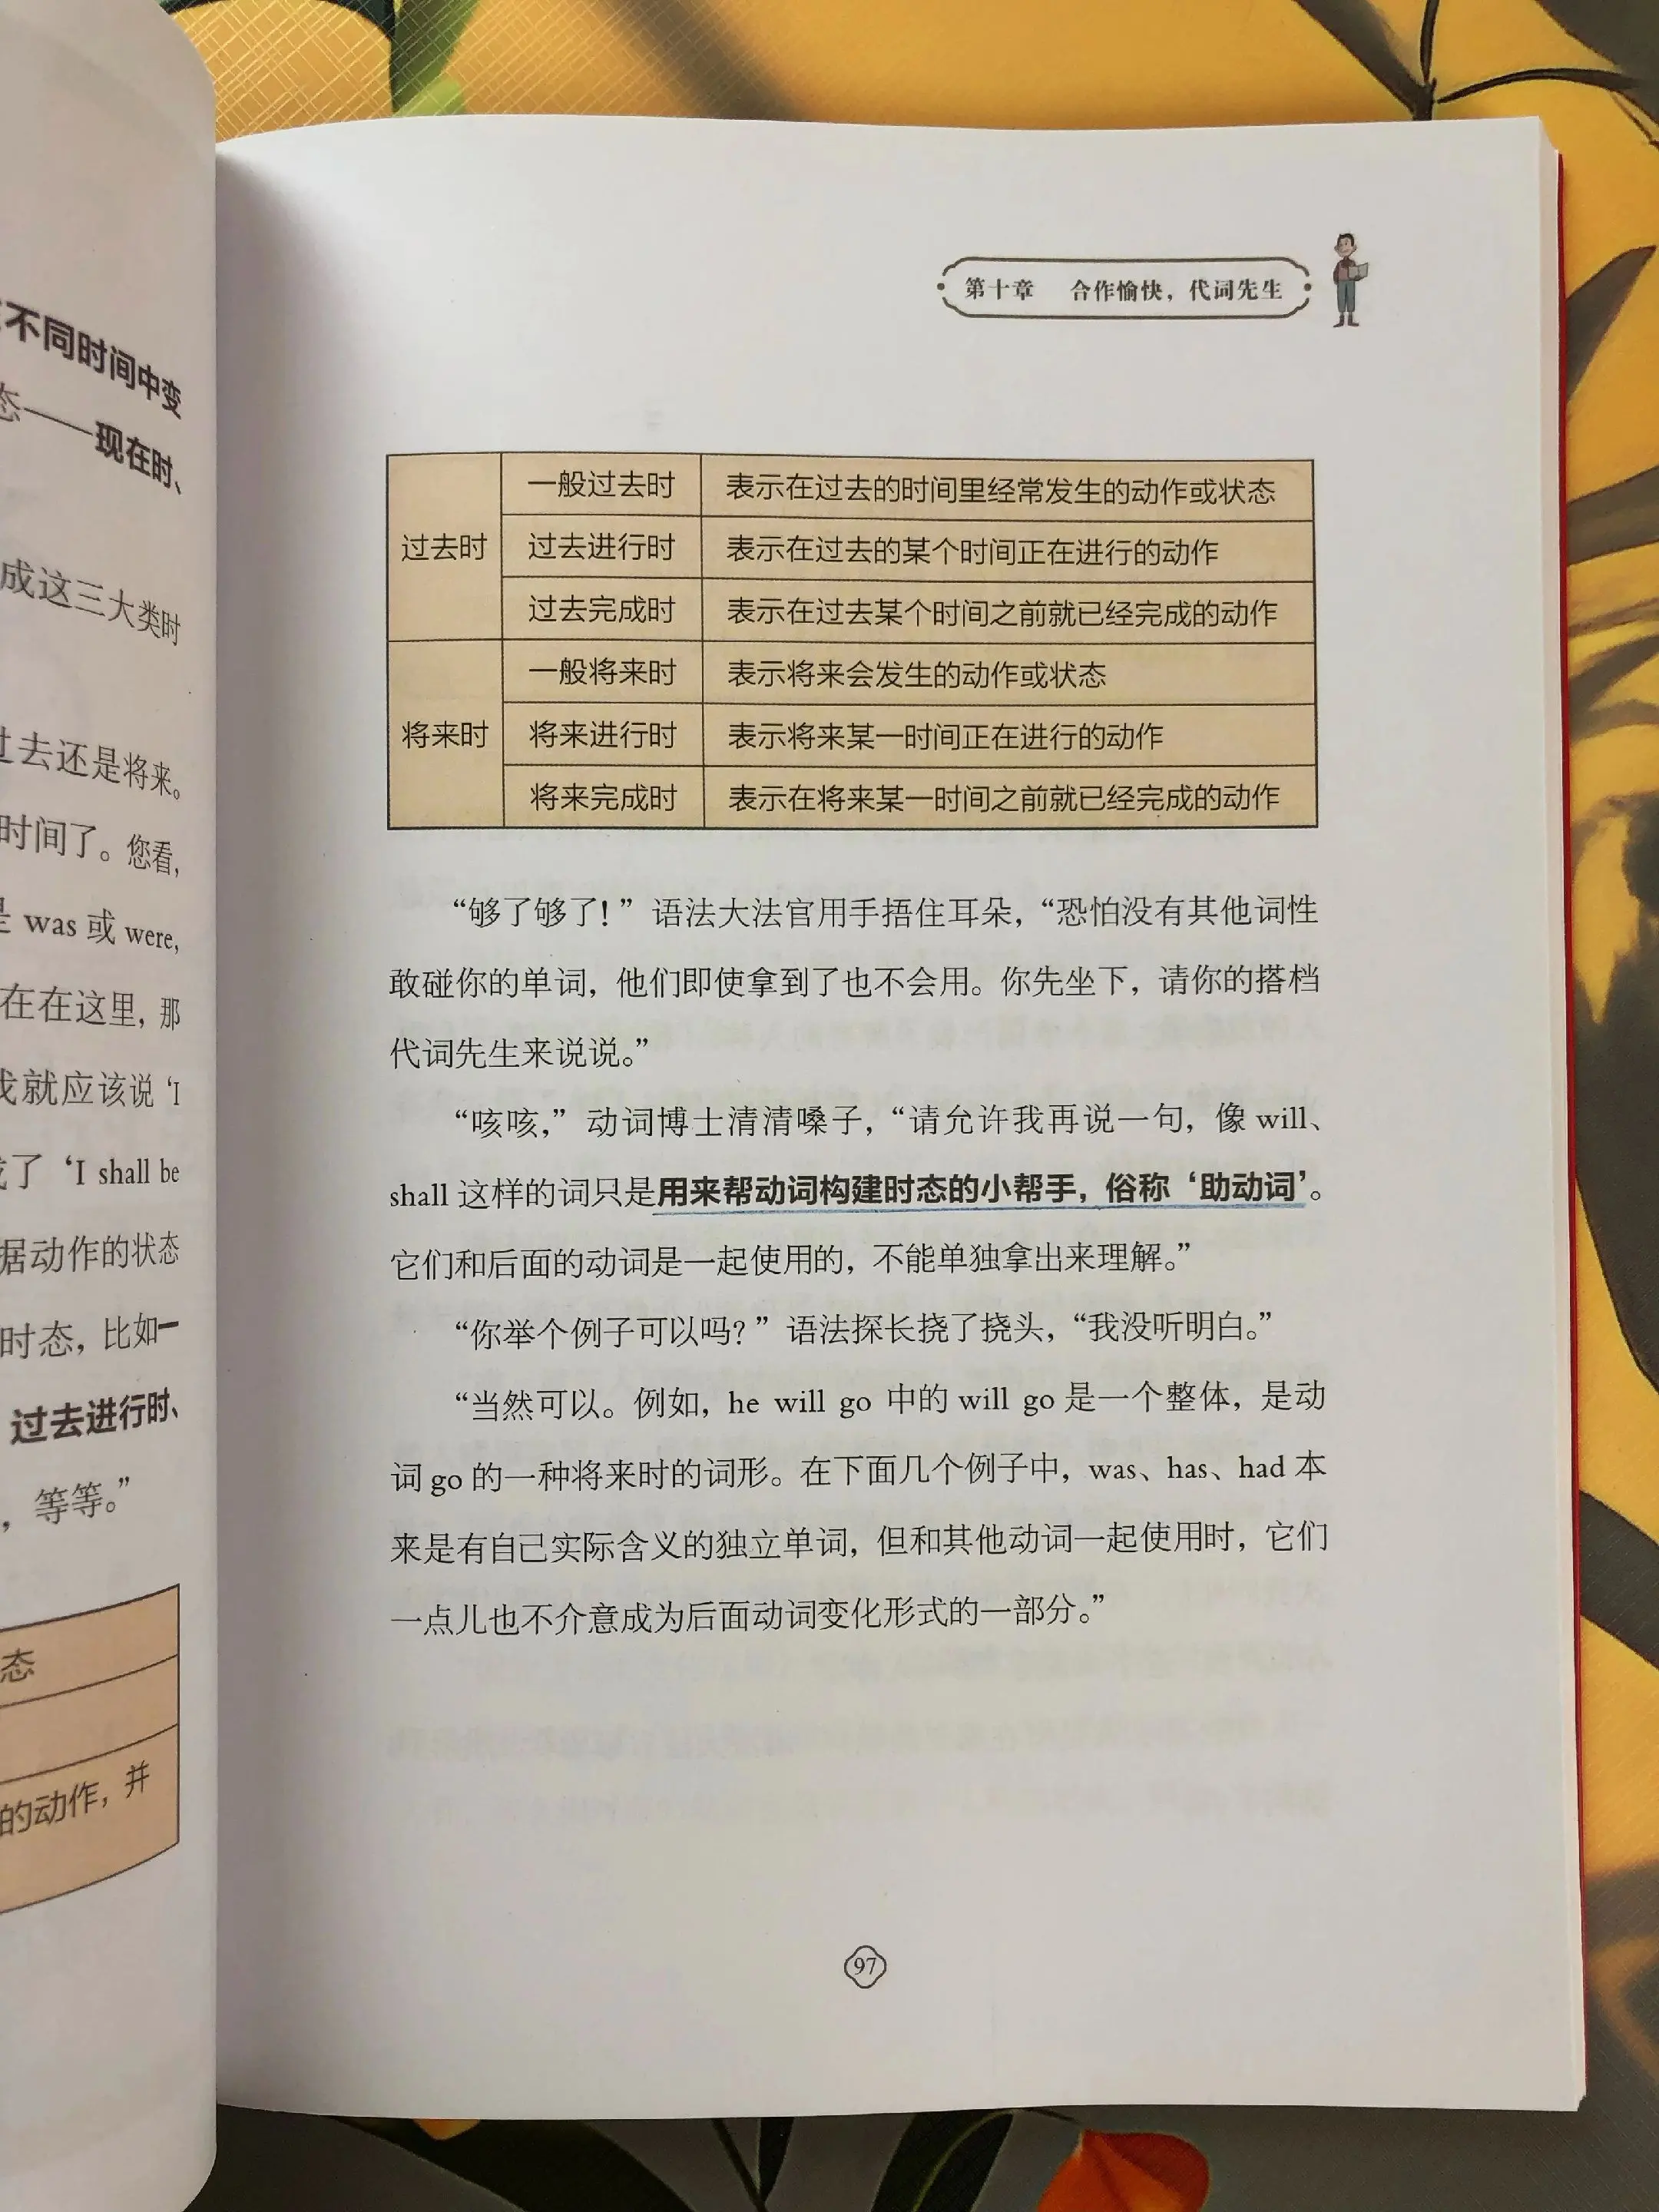 不同时间中变
态——现在时、
成这三大类时
过去还是将来。
时间了。您看,
是 was 或 were,
在在这里, 那
我就应该说 ‘I
成了 ‘I shall be
据动作的状态
时态, 比如一
过去进行时、
, 等等。”
态
的动作, 并
第十章 合作愉快, 代词先生
过去时 一般过去时 表示在过去的时间里经常发生的动作或状态
过去进行时 表示在过去的某个时间正在进行的动作
过去完成时 表示在过去某个时间之前就已经完成的动作
将来时 一般将来时 表示将来会发生的动作或状态
将来进行时 表示将来某一时间正在进行的动作
将来完成时 表示在将来某一时间之前就已经完成的动作
“够了够了! ” 语法大法官用手捂住耳朵, “恐怕没有其他词性
敢碰你的单词, 他们即使拿到了也不会用。你先坐下, 请你的搭档
代词先生来说说。”
“咳咳,” 动词博士清清嗓子, “请允许我再说一句, 像 will、
shall 这样的词只是用来帮动词构建时态的小帮手, 俗称 ‘助动词’。
它们和后面的动词是一起使用的, 不能单独拿出来理解。”
“你举个例子可以吗? ” 语法探长挠了挠头, “我没听明白。”
“当然可以。例如, he will go 中的 will go 是一个整体, 是动
词 go 的一种将来时的词形。在下面几个例子中, was、has、had 本
来是有自己实际含义的独立单词, 但和其他动词一起使用时, 它们
一点儿也不介意成为后面动词变化形式的一部分。”
97